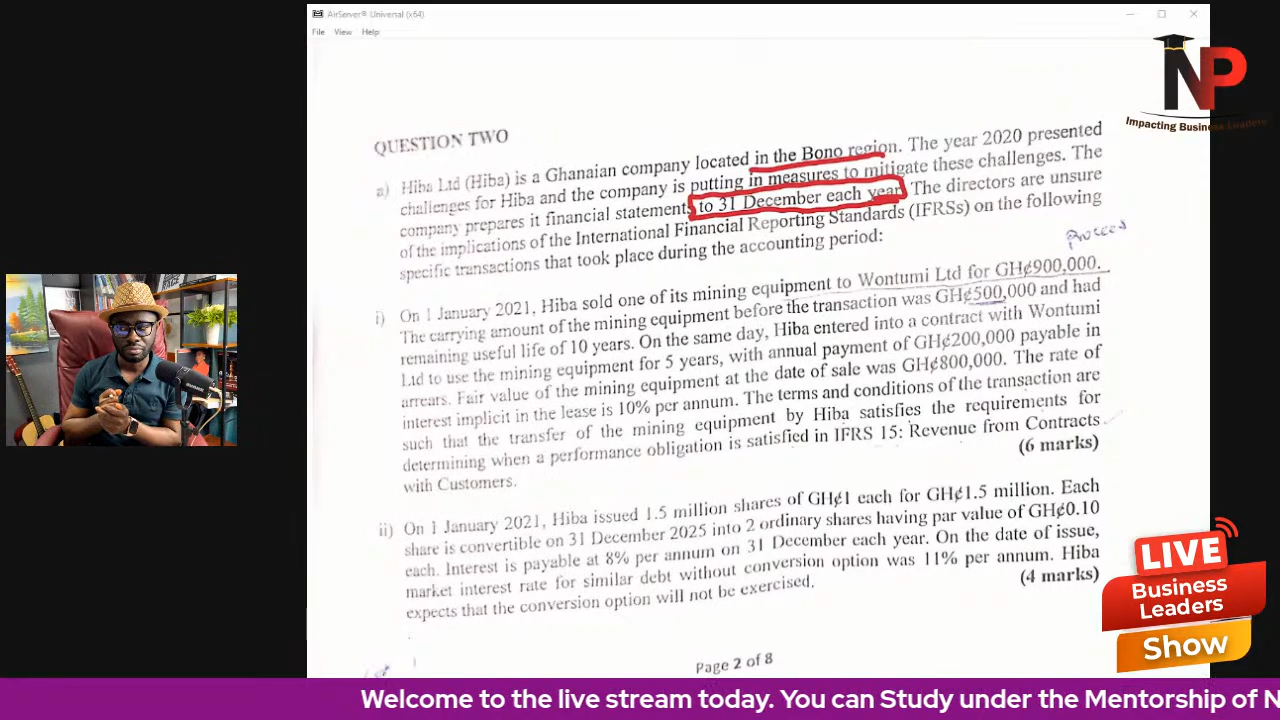 AirServer® Universal (x64)
File View Help
NP
Impacting Business Leaders
QUESTION TWO
a) Hiba Ltd (Hiba) is a Ghanaian company located in the Bono region. The year 2020 presented
challenges for Hiba and the company is putting in measures to mitigate these challenges. The
company prepares it financial statements to 31 December each year. The directors are unsure
of the implications of the International Financial Reporting Standards (IFRSs) on the following
specific transactions that took place during the accounting period:
i) On 1 January 2021, Hiba sold one of its mining equipment to Wontumi Ltd for GH¢900,000.
The carrying amount of the mining equipment before the transaction was GH¢500,000 and had
remaining useful life of 10 years. On the same day, Hiba entered into a contract with Wontumi
Ltd to use the mining equipment for 5 years, with annual payment of GH¢200,000 payable in
arrears. Fair value of the mining equipment at the date of sale was GH¢800,000. The rate of
interest implicit in the lease is 10% per annum. The terms and conditions of the transaction are
such that the transfer of the mining equipment by Hiba satisfies the requirements for
determining when a performance obligation is satisfied in IFRS 15: Revenue from Contracts
with Customers.
(6 marks)
ii) On 1 January 2021, Hiba issued 1.5 million shares of GH¢1 each for GH¢1.5 million. Each
share is convertible on 31 December 2025 into 2 ordinary shares having par value of GH¢0.10
each. Interest is payable at 8% per annum on 31 December each year. On the date of issue,
market interest rate for similar debt without conversion option was 11% per annum. Hiba
expects that the conversion option will not be exercised.
(4 marks)
Page 2 of 8
LIVE
Business
Leaders
Show
Welcome to the live stream today. You can Study under the Mentorship of N